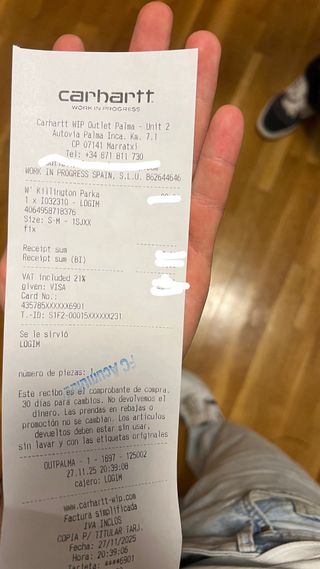 carhartt
WORK IN PROGRESS
Carhartt WIP Outlet Palma - Unit 2
Autovia Palma Inca. Km. 7.1
CP 07141 Marratxi
Tel: +34 871 811 730
WORK IN PROGRESS SPAIN, S.L.U. B62644646
W' Killington Parka
1 x I032310 - LOGIM
4064958718376
Size: S-M - 1SJXX
fix
Receipt sum
Receipt sum (BI)
VAT included 21%
given: VISA
Card No.:
435785XXXXXX6901
T.-ID: S1F2-00015XXXXXX231
Se le sirvió
LOGIM
numero de piezas:
Este recibo es el comprobante de compra.
30 días para cambios. No devolvemos el
dinero. Las prendas en rebajas o
promoción no se cambian. Los artículos
devueltos deben estar sin usar,
sin lavar y con las etiquetas originales
OUTPALMA - 1 - 1697 - 125002
27.11.25 20:39:08
cajero: LOGIM
www.carhartt-wip.com
Factura simplificada
IVA INCLOS
COPIA P/ TITULAR TARJ.
Fecha: 27/11/2025
Hora: 20:39:06
Tarjeta: ****6901